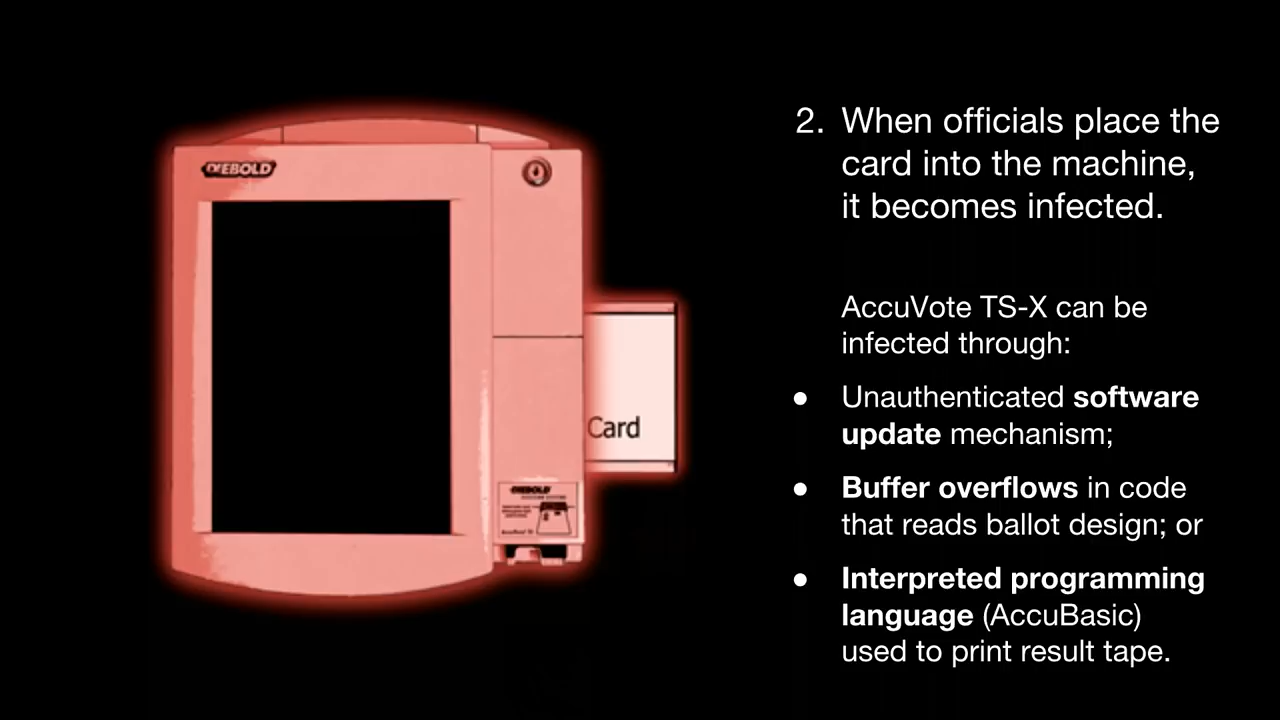 DIEBOLD
2. When officials place the
card into the machine,
it becomes infected.
AccuVote TS-X can be
infected through:
● Unauthenticated software
update mechanism;
Card
● Buffer overflows in code
that reads ballot design; or
DIEBOLD
● Interpreted programming
language (AccuBasic)
used to print result tape.